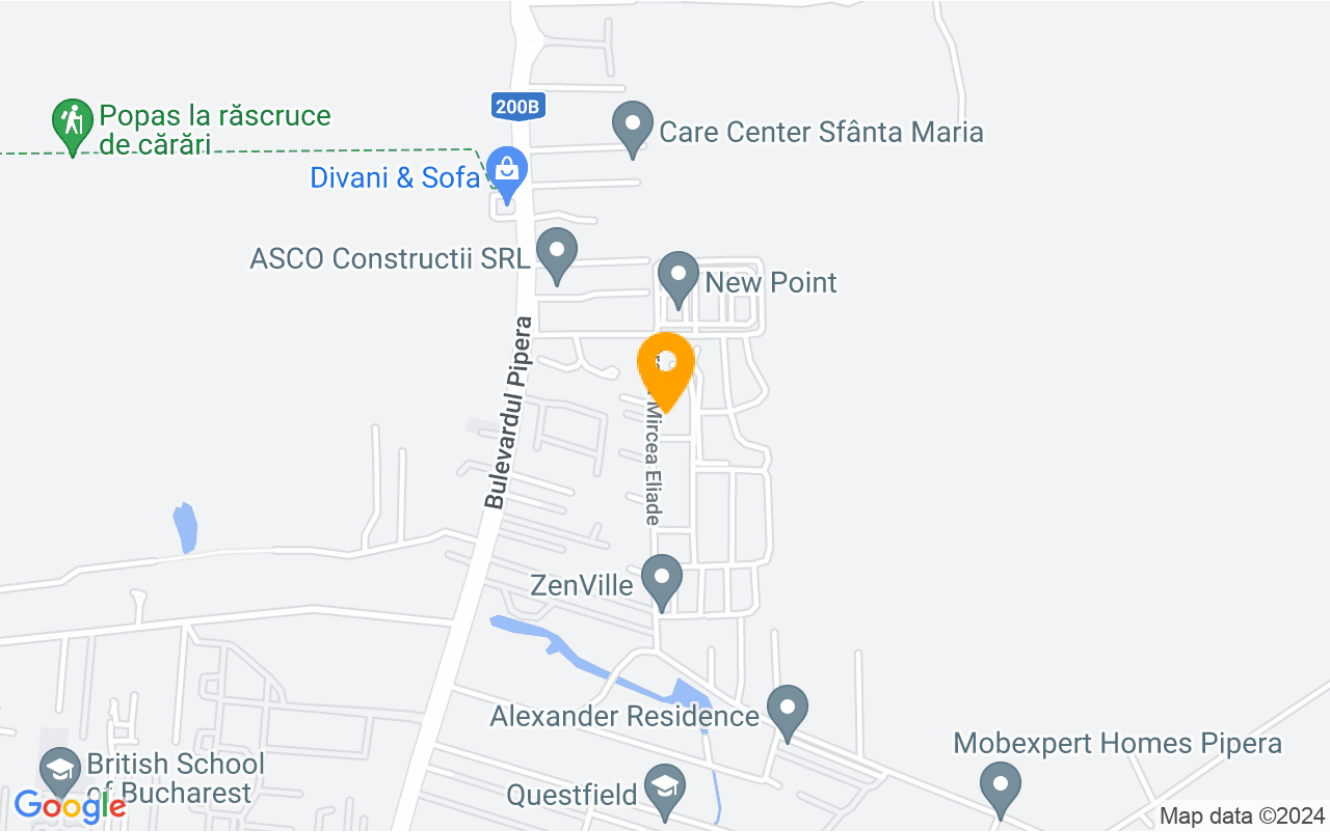 200B
Popas la răscruce
de cărări
Care Center Sfânta Maria
Divani & Sofa
ASCO Constructii SRL
New Point
Bulevardul Pipera
Mircea Eliade
ZenVille
Alexander Residence
Mobexpert Homes Pipera
British School
of Bucharest
Questfield
Google
Map data ©2024